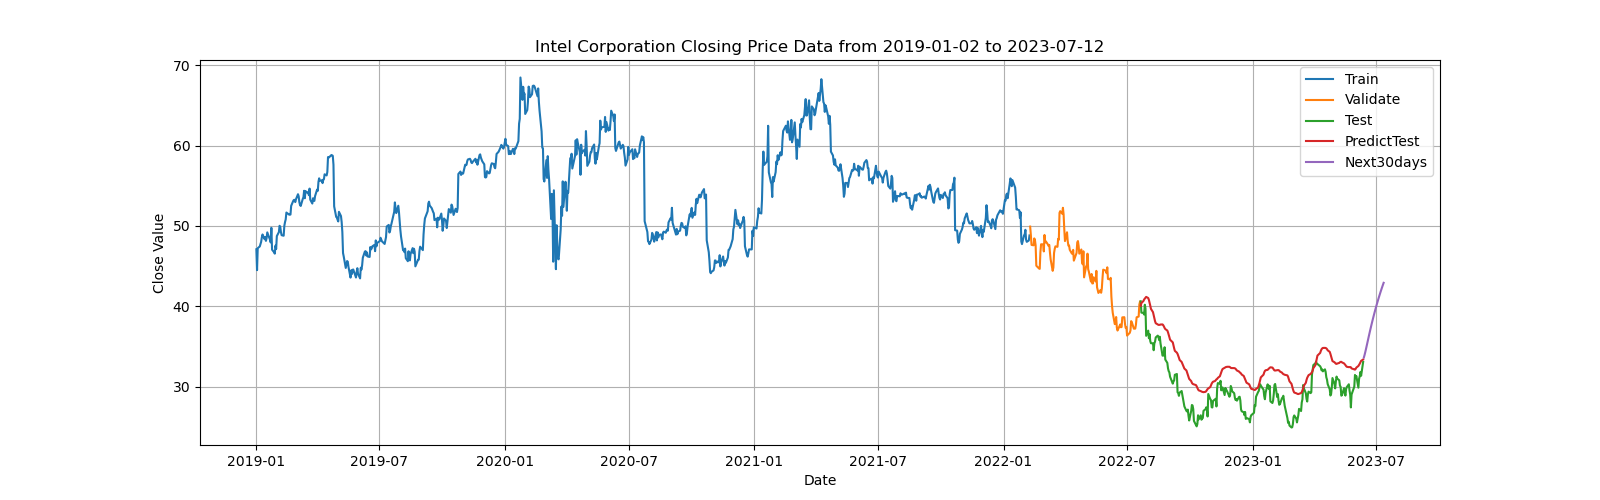 Intel Corporation Closing Price Data from 2019-01-02 to 2023-07-12
70
60
50
40
30
Close Value
2019-01 2019-07 2020-01 2020-07 2021-01 2021-07 2022-01 2022-07 2023-01 2023-07
Date
Train
Validate
Test
PredictTest
Next30days